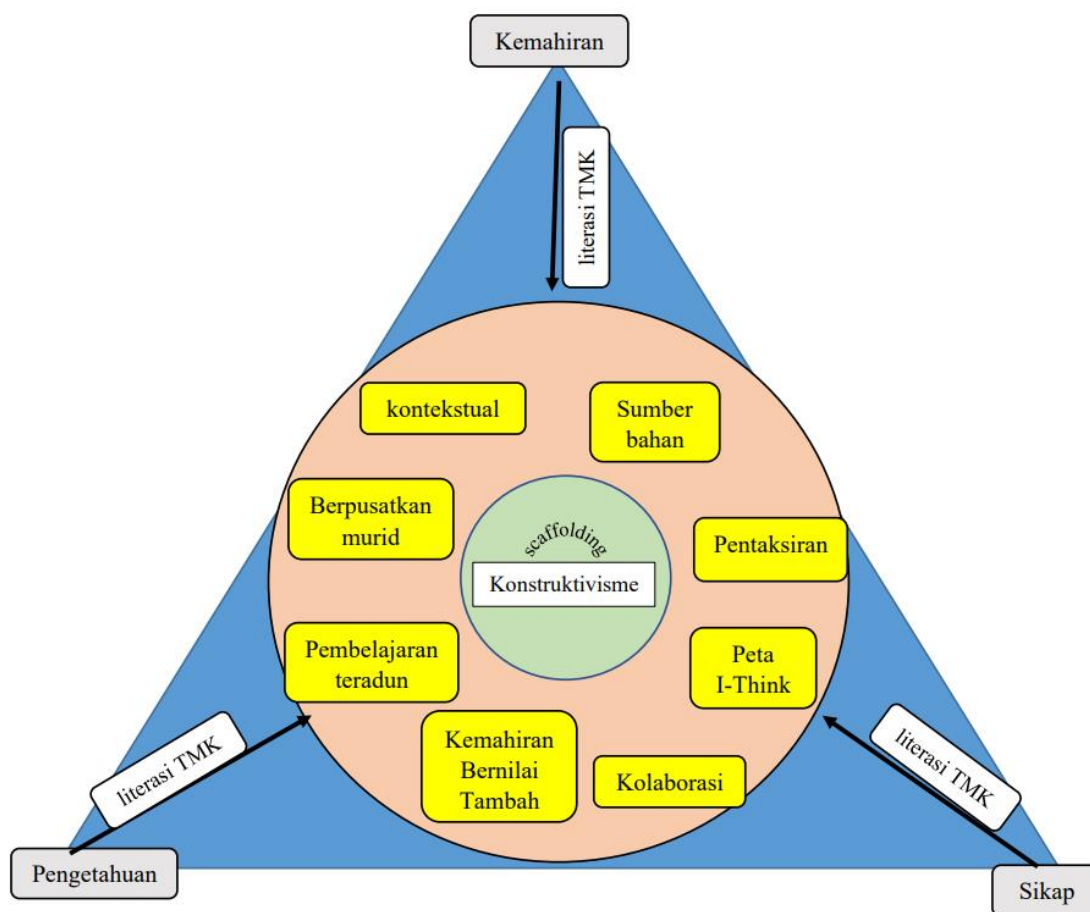 Kemahiran
literasi TMK
kontekstual
Sumber
bahan
Berpusatkan
murid
scaffolding
Konstruktivisme
Pentaksiran
Pembelajaran
teradun
Peta
I-Think
Kemahiran
Bernilai
Tambah
Kolaborasi
literasi TMK
literasi TMK
Pengetahuan
Sikap